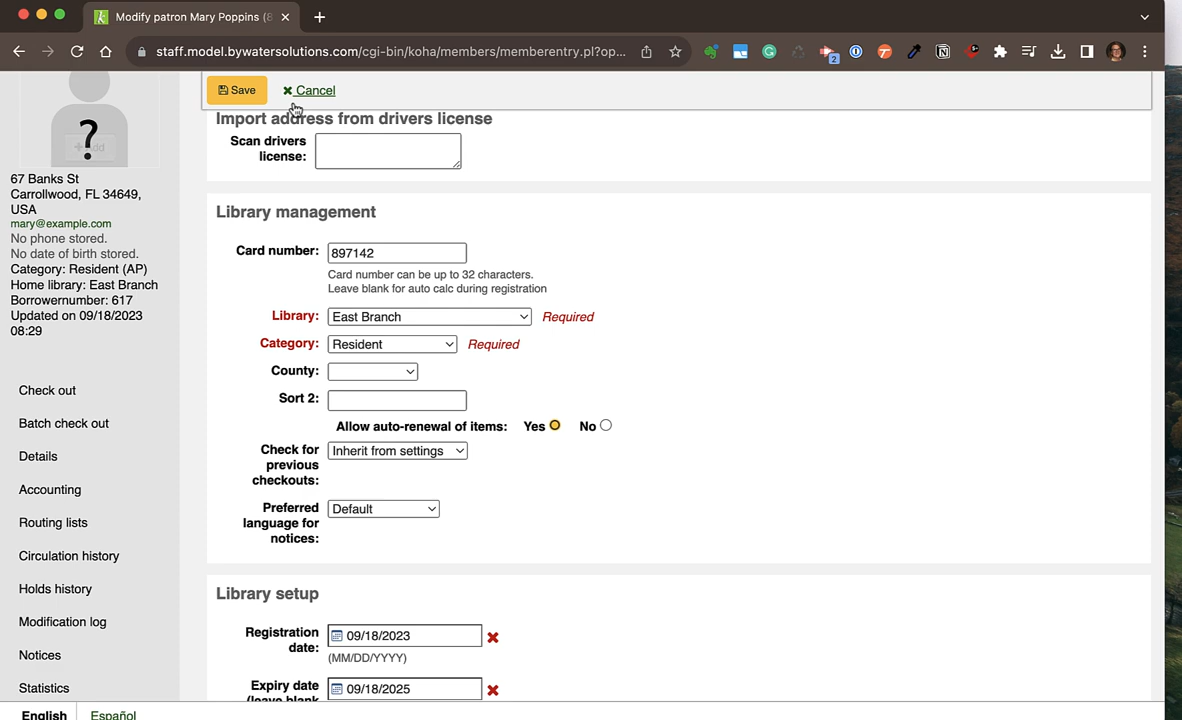 Modify patron Mary Poppins (8
staff.model.bywatersolutions.com/cgi-bin/koha/members/memberentry.pl?op...
2
Save
Cancel
Import address from drivers license
Scan drivers
license:
?
+ Add
67 Banks St
Carrollwood, FL 34649,
USA
mary@example.com
No phone stored.
No date of birth stored.
Category: Resident (AP)
Home library: East Branch
Borrowernumber: 617
Updated on 09/18/2023
08:29
Check out
Batch check out
Details
Accounting
Routing lists
Circulation history
Holds history
Modification log
Notices
Statistics
English
Español
Library management
Card number:
897142
Card number can be up to 32 characters.
Leave blank for auto calc during registration
Library:
East Branch
Required
Category:
Resident
Required
County:
Sort 2:
Allow auto-renewal of items:
Yes
No
Check for
previous
checkouts:
Inherit from settings
Preferred
language for
notices:
Default
Library setup
Registration
date:
09/18/2023
(MM/DD/YYYY)
Expiry date
(leave blank
09/18/2025